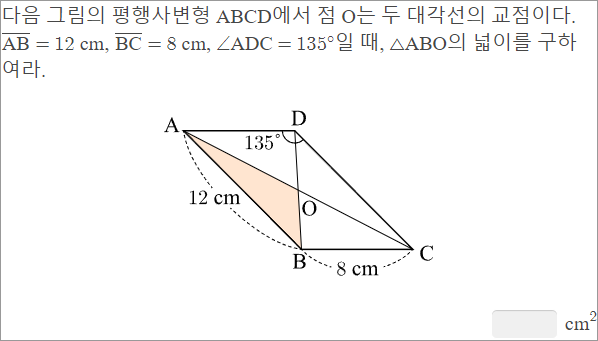 다음 그림의 평행사변형 ABCD에서 점 O는 두 대각선의 교점이다.
A̅B̅ = 12 cm, B̅C̅ = 8 cm, ∠ADC = 135°일 때, △ABO의 넓이를 구하
여라.
D
A
135°
12 cm
O
B
8 cm
C
cm²